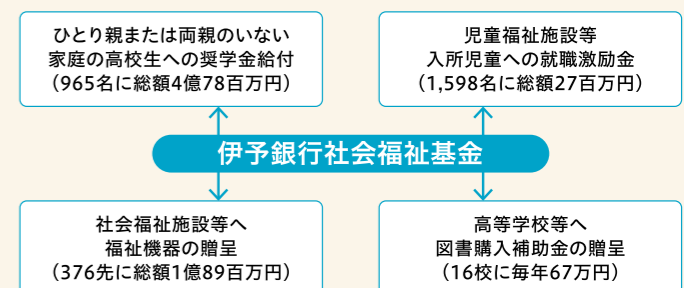 ひとり親または両親のいない
家庭の高校生への奨学金給付
（965名に総額4億78百万円）
児童福祉施設等
入所児童への就職激励金
（1,598名に総額27百万円）
伊予銀行社会福祉基金
社会福祉施設等へ
福祉機器の贈呈
（376先に総額1億89百万円）
高等学校等へ
図書購入補助金の贈呈
（16校に毎年67万円）